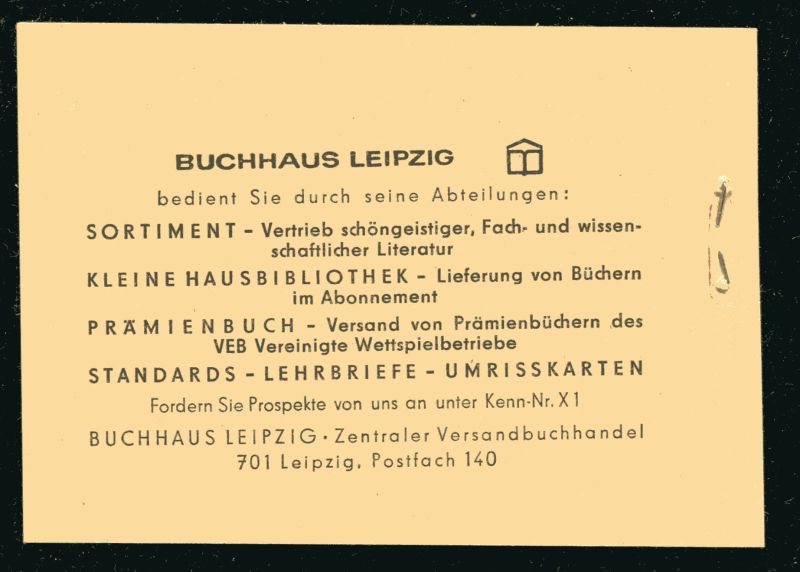 BUCHHAUS LEIPZIG
bedient Sie durch seine Abteilungen:
SORTIMENT – Vertrieb schöngeistiger, Fach- und wissen-
schaftlicher Literatur
KLEINE HAUSBIBLIOTHEK – Lieferung von Büchern
im Abonnement
PRÄMIENBUCH – Versand von Prämienbüchern des
VEB Vereinigte Wettspielbetriebe
STANDARDS – LEHRBRIEFE – UMRISSKARTEN
Fordern Sie Prospekte von uns an unter Kenn-Nr. X 1
BUCHHAUS LEIPZIG · Zentraler Versandbuchhandel
701 Leipzig, Postfach 140